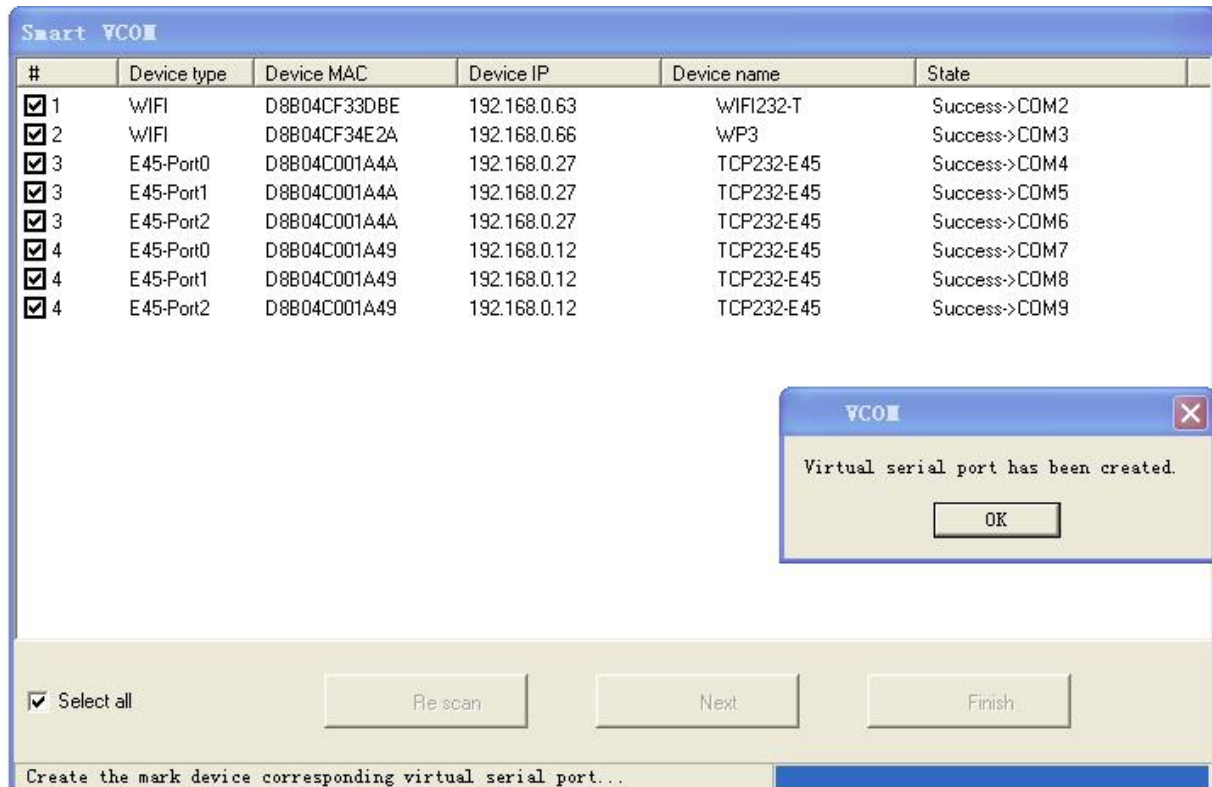 Smart VCOM
# Device type Device MAC Device IP Device name State
1 WIFI D8B04CF33DBE 192.168.0.63 WIFI232-T Success->COM2
2 WIFI D8B04CF34E2A 192.168.0.66 WP3 Success->COM3
3 E45-Port0 D8B04C001A4A 192.168.0.27 TCP232-E45 Success->COM4
3 E45-Port1 D8B04C001A4A 192.168.0.27 TCP232-E45 Success->COM5
3 E45-Port2 D8B04C001A4A 192.168.0.27 TCP232-E45 Success->COM6
4 E45-Port0 D8B04C001A49 192.168.0.12 TCP232-E45 Success->COM7
4 E45-Port1 D8B04C001A49 192.168.0.12 TCP232-E45 Success->COM8
4 E45-Port2 D8B04C001A49 192.168.0.12 TCP232-E45 Success->COM9
VCOM
Virtual serial port has been created.
OK
Select all Re scan Next Finish
Create the mark device corresponding virtual serial port...